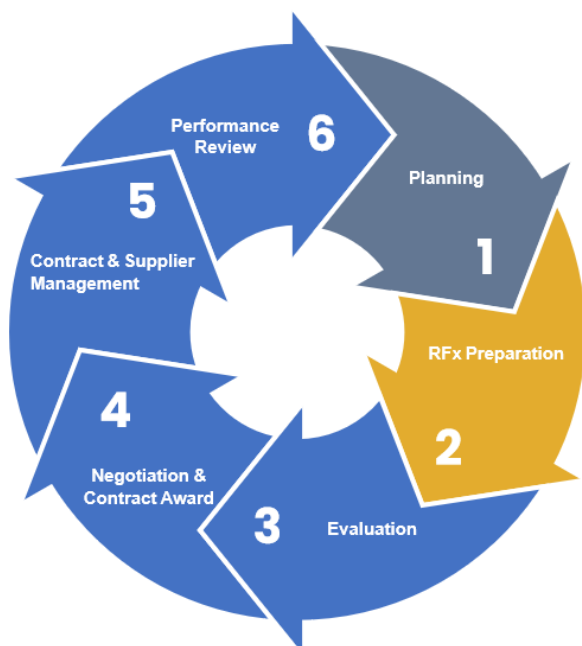 Planning
1
RFx Preparation
2
Evaluation
3
Negotiation &
Contract Award
4
Contract & Supplier
Management
5
Performance
Review
6